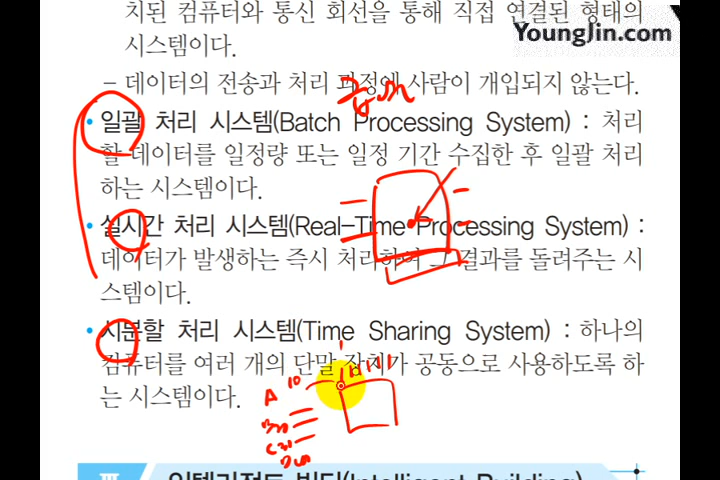 치된 컴퓨터와 통신 회선을 통해 직접 연결된 형태의
YoungJin.com
시스템이다.
- 데이터의 전송과 처리 과정에 사람이 개입되지 않는다.
• 일괄 처리 시스템(Batch Processing System) : 처리
할 데이터를 일정량 또는 일정 기간 수집한 후 일괄 처리
하는 시스템이다.
• 실시간 처리 시스템(Real-Time Processing System) :
데이터가 발생하는 즉시 처리하여 그 결과를 돌려주는 시
스템이다.
• 시분할 처리 시스템(Time Sharing System) : 하나의
컴퓨터를 여러 개의 단말 장치가 공동으로 사용하도록 하
는 시스템이다.
A 10
인텔리전트 빌딩(Intelligent Building)